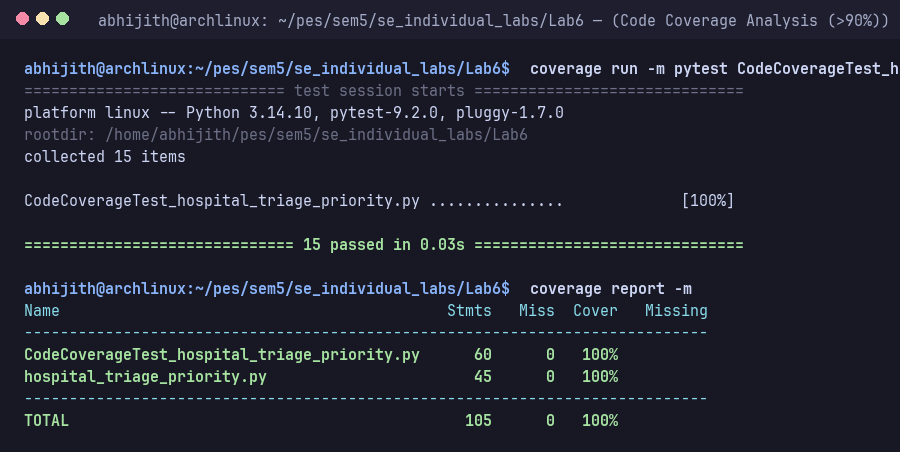 abhijith@archlinux: ~/pes/sem5/se_individual_labs/Lab6 — (Code Coverage Analysis (>90%))
abhijith@archlinux:~/pes/sem5/se_individual_labs/Lab6$ coverage run -m pytest CodeCoverageTest_h
============================== test session starts ==============================
platform linux -- Python 3.14.10, pytest-9.2.0, pluggy-1.7.0
rootdir: /home/abhijith/pes/sem5/se_individual_labs/Lab6
collected 15 items
CodeCoverageTest_hospital_triage_priority.py ............... [100%]
============================== 15 passed in 0.03s ==============================
abhijith@archlinux:~/pes/sem5/se_individual_labs/Lab6$ coverage report -m
Name Stmts Miss Cover Missing
----------------------------------------------------------------------------
CodeCoverageTest_hospital_triage_priority.py 60 0 100%
hospital_triage_priority.py 45 0 100%
----------------------------------------------------------------------------
TOTAL 105 0 100%